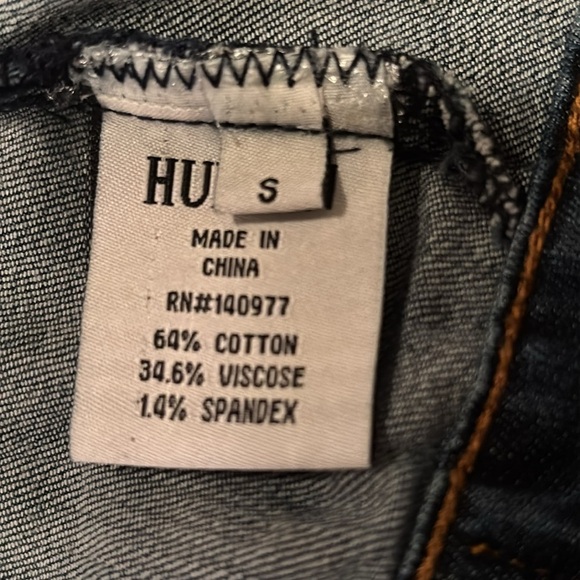 HU
S
MADE IN
CHINA
RN#140977
64% COTTON
34.6% VISCOSE
1.4% SPANDEX